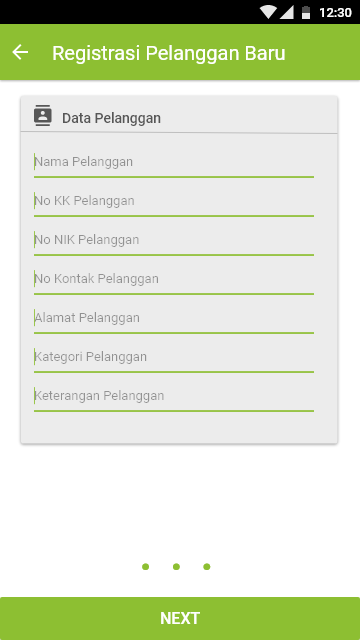 12:30
Registrasi Pelanggan Baru
Data Pelanggan
Nama Pelanggan
No KK Pelanggan
No NIK Pelanggan
No Kontak Pelanggan
Alamat Pelanggan
Kategori Pelanggan
Keterangan Pelanggan
NEXT